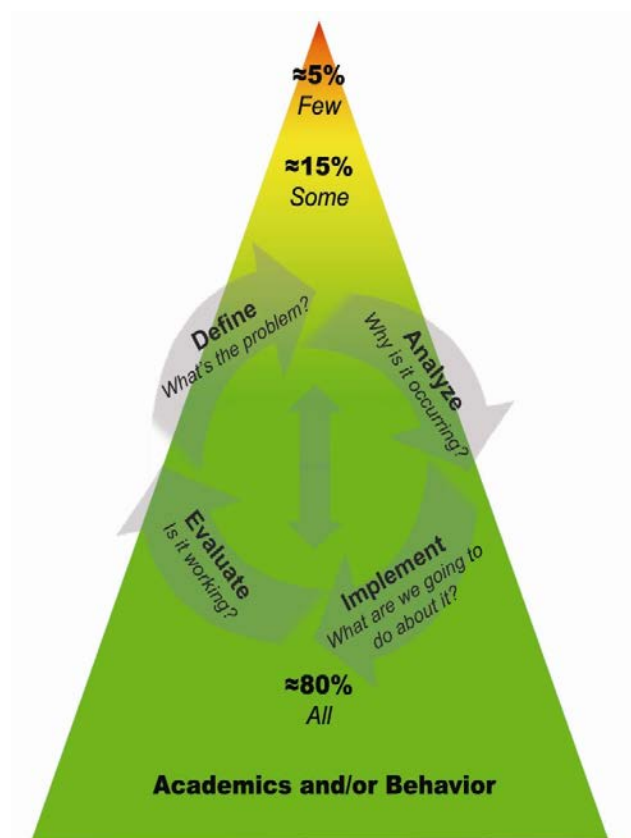 ≈5%
Few
≈15%
Some
Define
What's the problem?
Analyze
Why is it occurring?
Implement
What are we going to
do about it?
Evaluate
Is it working?
≈80%
All
Academics and/or Behavior